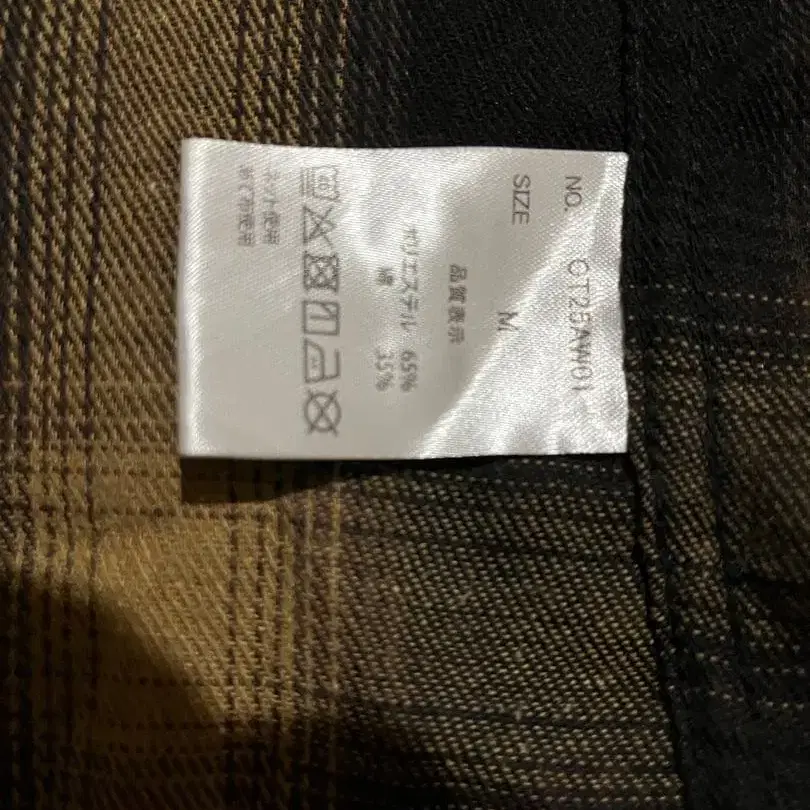 NO. GT25AW01
SIZE M
品質表示
ポリエステル 65%
綿 35%
ネット使用
あて布使用